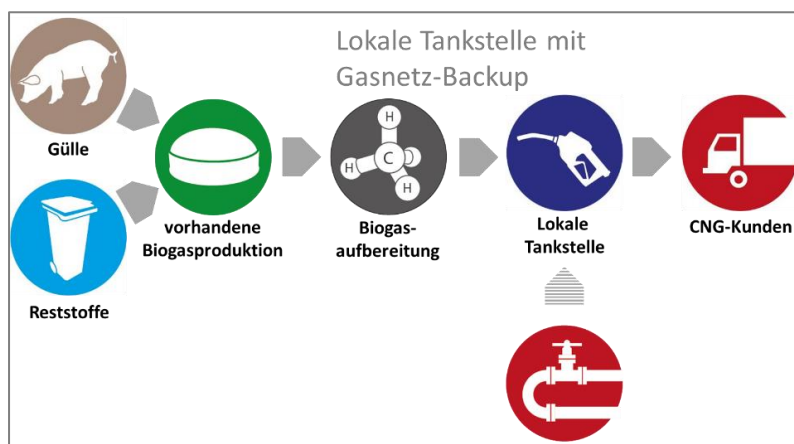 Lokale Tankstelle mit
Gasnetz-Backup
Gülle
Reststoffe
vorhandene
Biogasproduktion
H
H
C
H
Biogas-
aufbereitung
Lokale
Tankstelle
CNG-Kunden